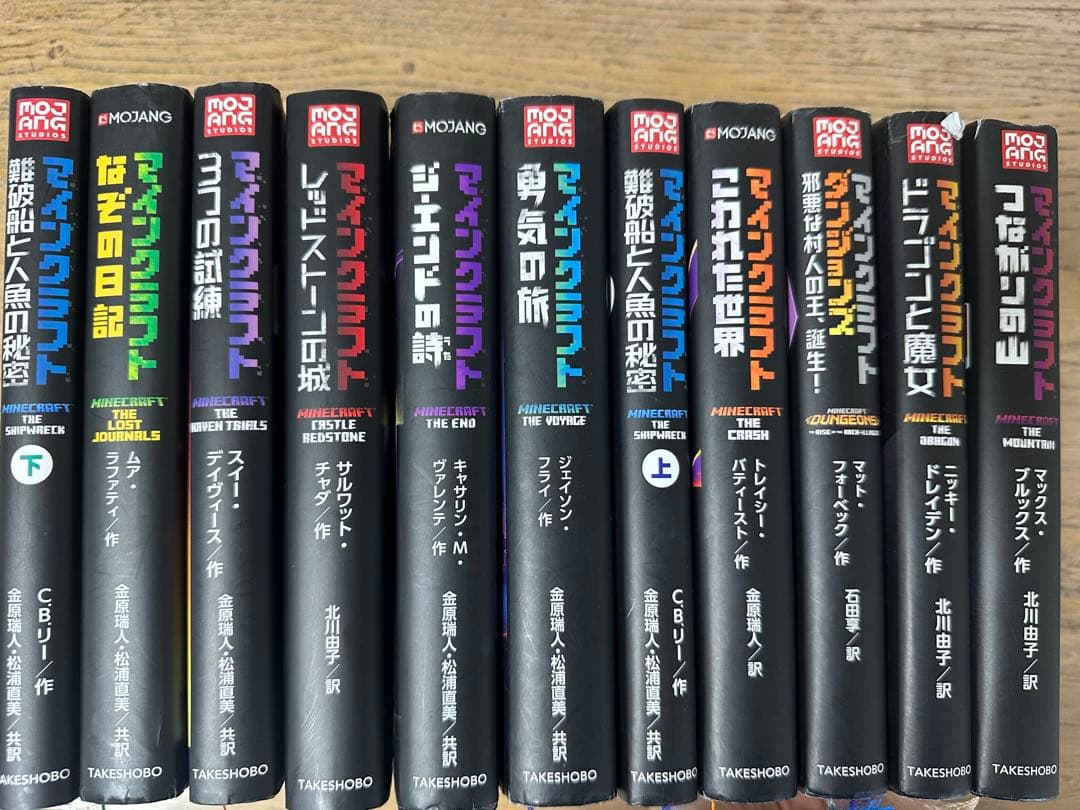 MOJANG
STUDIOS
マインクラフト
難破船と人魚の秘密
MINECRAFT
THE
SHIPWRECK
下
C.B.リー/作
金原瑞人・松浦直美/共訳
TAKESHOBO
MOJANG
マインクラフト
なぞの日記
MINECRAFT
THE
LOST
JOURNALS
ムア・
ラファティ/作
金原瑞人・松浦直美/共訳
TAKESHOBO
MOJANG
STUDIOS
マインクラフト
3つの試練
MINECRAFT
THE
HAVEN TRIALS
スイー・
デイヴィース/作
金原瑞人・松浦直美/共訳
TAKESHOBO
MOJANG
STUDIOS
マインクラフト
レッドストーンの城
MINECRAFT
CASTLE
REDSTONE
サルワット・
チャダ/作
北川由子/訳
TAKESHOBO
MOJANG
マインクラフト
ジ・エンドの詩
うた
MINECRAFT
THE END
キャサリン・M・
ヴァレンテ/作
金原瑞人・松浦直美/共訳
TAKESHOBO
MOJANG
STUDIOS
マインクラフト
勇気の旅
MINECRAFT
THE VOYAGE
ジェイソン・
フライ/作
金原瑞人・松浦直美/共訳
TAKESHOBO
MOJANG
STUDIOS
マインクラフト
難破船と人魚の秘密
MINECRAFT
THE
SHIPWRECK
上
C.B.リー/作
金原瑞人・松浦直美/共訳
TAKESHOBO
MOJANG
マインクラフト
こわれた世界
MINECRAFT
THE
CRASH
トレイシー・
バティースト/作
金原瑞人/訳
TAKESHOBO
MOJANG
STUDIOS
マインクラフト
ダンジョンズ
邪悪な村人の王、誕生!
MINECRAFT
DUNGEONS
マット・
フォーベック/作
石田享/訳
TAKESHOBO
MOJANG
STUDIOS
マインクラフト
ドラゴンと魔女
MINECRAFT
THE
DRAGON
ニッキー・
ドレイデン/作
北川由子/訳
TAKESHOBO
MOJANG
STUDIOS
マインクラフト
つながりの山
MINECRAFT
THE
MOUNTAIN
マックス・
ブルックス/作
北川由子/訳
TAKESHOBO